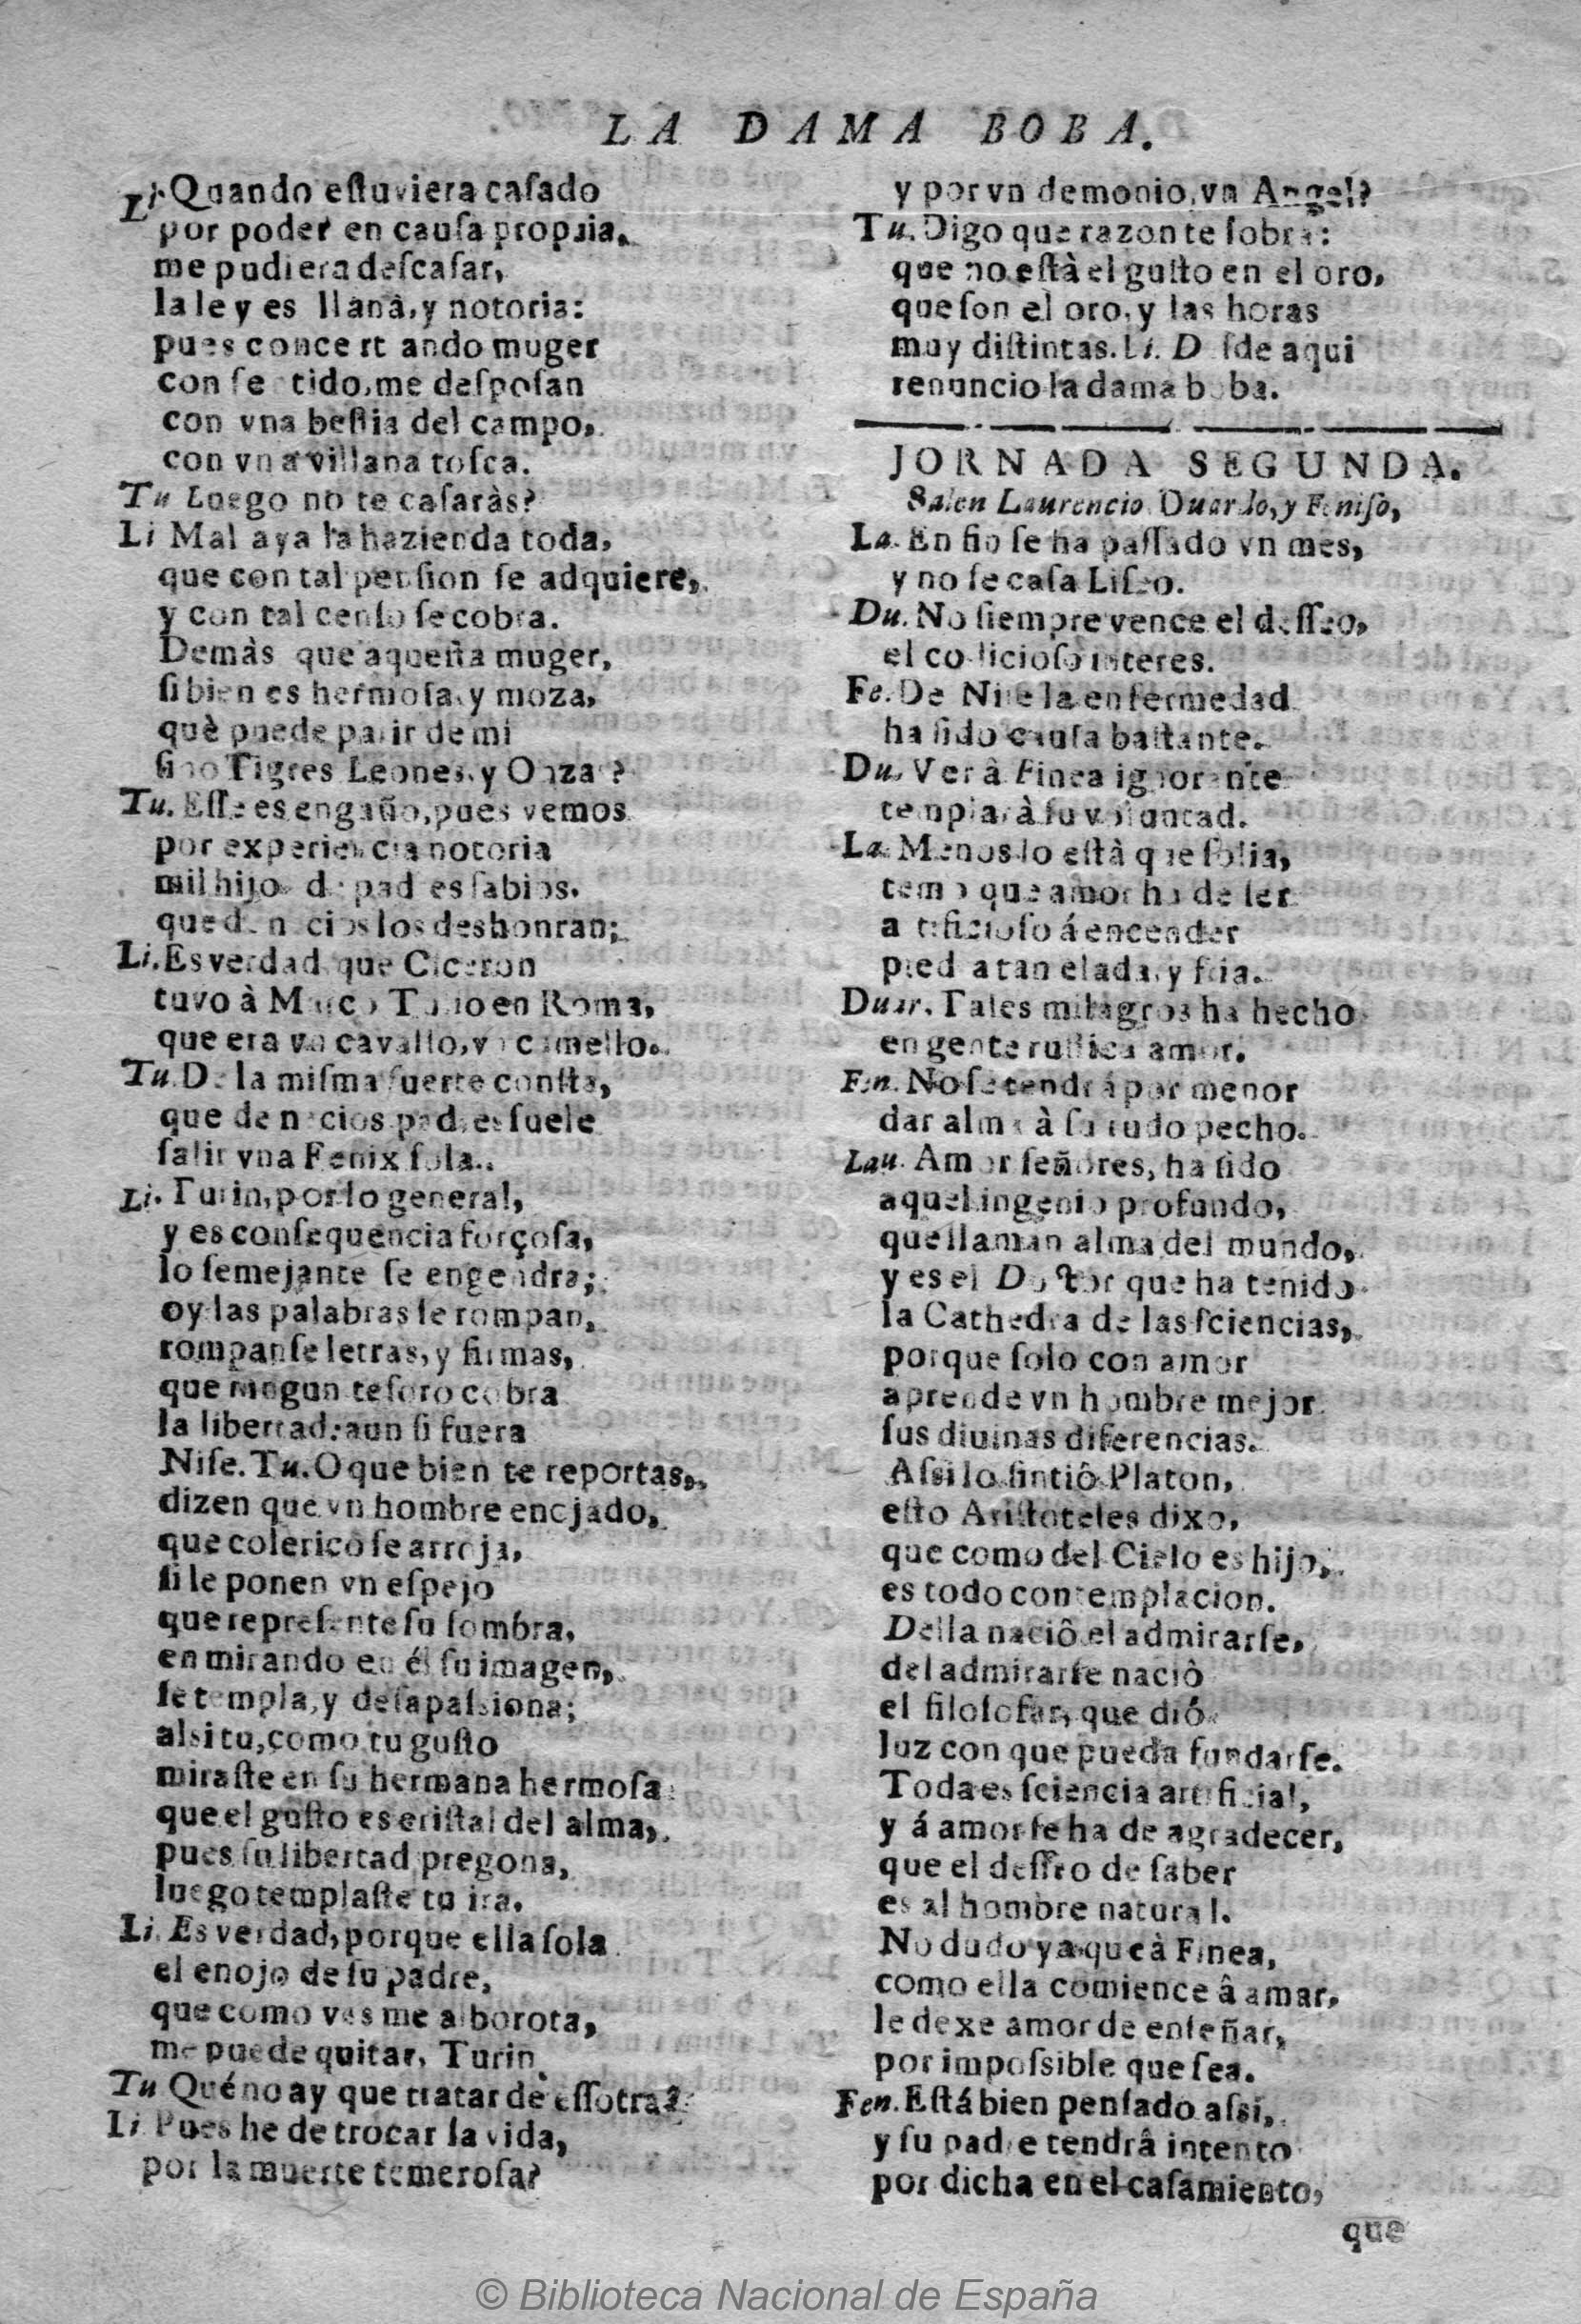 LA DAMA BOBA.
Li. Quando eſtuviera caſado
por poder en cauſa propria,
me pudiera deſcaſar,
la ley es llana, y notoria:
pues concertando muger
con ſentido, me deſpoſan
con vna beſtia del campo,
con vna villana toſca.
Tu Luego no te caſaràs?
Li Mal aya la hazienda toda,
que con tal penſion ſe adquiere,
y con tal cenſo ſe cobra.
Demàs que aqueſta muger,
ſi bien es hermoſa, y moza,
què puede parir de mi
ſino Tigres Leones, y Onzas?
Tu. Eſſe es engaño, pues vemos
por experiencia notoria
mil hijos de padres ſabios.
que de necios los deshonran;
Li. Es verdad, que Ciceron
tuvo à Marco Tulio en Roma,
que era vn cavallo, vn camello.
Tu. De la miſma ſuerte conſta,
que de necios padres ſuele
ſalir vna Fenix ſola.
Li. Turin, por lo general,
y es conſequencia forçoſa,
lo ſemejante ſe engendra;
oy las palabras ſe rompan,
rompanſe letras, y firmas,
que ningun teſoro cobra
la libertad: aun ſi fuera
Niſe. Tu. O que bien te reportas,
dizen que vn hombre enojado,
que colerico ſe arroja,
ſi le ponen vn eſpejo
que repreſente ſu ſombra,
en mirando en él ſu imagen,
ſe templa, y deſapaſsiona;
aſsi tu, como tu guſto
miraſte en ſu hermana hermoſa:
que el guſto es criſtal del alma,
pues ſu libertad pregona,
luego templaſte tu ira.
Li. Es verdad, porque ella ſola
el enojo de ſu padre,
que como ves me alborota,
me puede quitar, Turin.
Tu Qué no ay que tratar de eſſotra?
Li Pues he de trocar la vida,
por la muerte temeroſa?
y por vn demonio, vn Angel?
Tu. Digo que razon te ſobra:
que no eſtà el guſto en el oro,
que ſon el oro, y las horas
muy diſtintas. Li. Deſde aqui
renuncio la dama boba.
JORNADA SEGUNDA.
Salen Laurencio, Duardo, y Feniſo,
La. En fin ſe ha paſſado vn mes,
y no ſe caſa Liſeo.
Du. No ſiempre vence el deſſeo,
el codicioſo interes.
Fe. De Niſe la enfermedad
ha ſido cauſa baſtante.
Du. Ver â Finea ignorante
templarà ſu voluntad.
La. Menos lo eſtà que ſolia,
temo que amor ha de ſer
artificioſo á encender
piedra tan elada, y fria.
Duar. Tales milagros ha hecho
en gente ruſtica amor.
Fen. No ſe tendrá por menor
dar alma à ſu rudo pecho.
Lau. Amor ſeñores, ha ſido
aquel ingenio profundo,
que llaman alma del mundo,
y es el Doctor que ha tenido
la Cathedra de las ſciencias,
porque ſolo con amor
aprende vn hombre mejor
ſus diuinas diferencias.
Aſsi lo ſintiô Platon,
eſto Ariſtoteles dixo,
que como del Cielo es hijo,
es todo contemplacion.
Della naciô el admirarſe,
del admirarſe naciô
el filoſofar, que dió
luz con que pueda fundarſe.
Toda es ſciencia artificial,
y á amor ſe ha de agradecer,
que el deſſeo de ſaber
es al hombre natural.
No dudo ya que à Finea,
como ella comience â amar,
le dexe amor de enſeñar,
por impoſsible que ſea.
Fen. Eſtá bien penſado aſsi,
y ſu padre tendrâ intento
por dicha en el caſamiento,
que
© Biblioteca Nacional de España